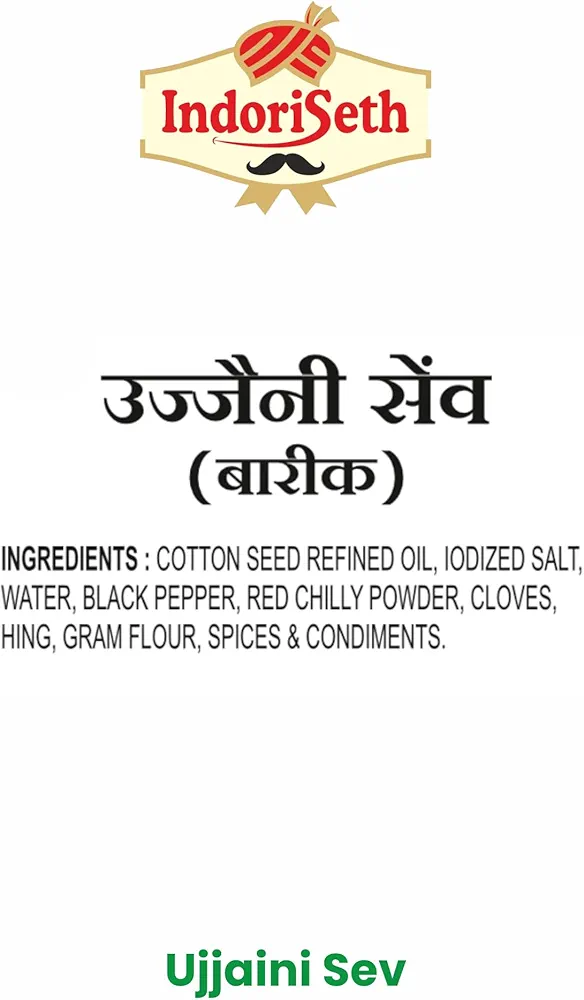 IndoriSeth
उज्जैनी सेंव
(बारीक)
INGREDIENTS : COTTON SEED REFINED OIL, IODIZED SALT,
WATER, BLACK PEPPER, RED CHILLY POWDER, CLOVES,
HING, GRAM FLOUR, SPICES & CONDIMENTS.
Ujjaini Sev